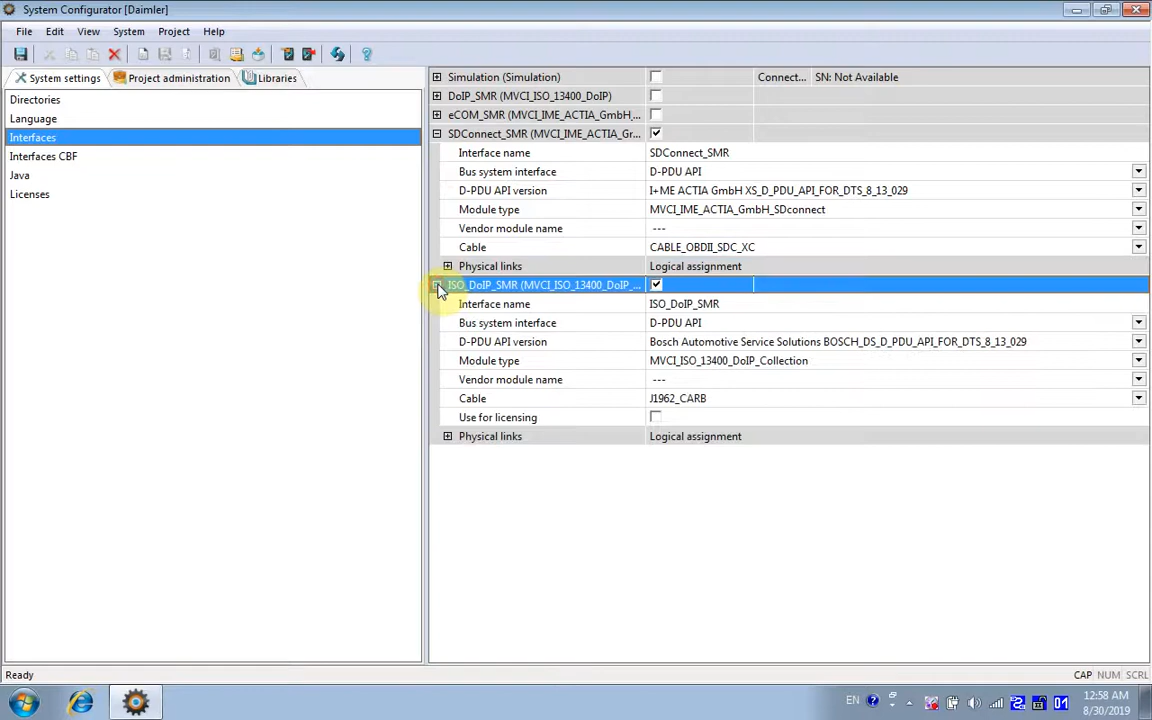 System Configurator [Daimler]
File Edit View System Project Help
System settings Project administration Libraries
Directories
Language
Interfaces
Interfaces CBF
Java
Licenses
Simulation (Simulation) Connect... SN: Not Available
DoIP_SMR (MVCI_ISO_13400_DoIP)
eCOM_SMR (MVCI_IME_ACTIA_GmbH_...
SDConnect_SMR (MVCI_IME_ACTIA_Gr...
Interface name SDConnect_SMR
Bus system interface D-PDU API
D-PDU API version I+ME ACTIA GmbH XS_D_PDU_API_FOR_DTS_8_13_029
Module type MVCI_IME_ACTIA_GmbH_SDconnect
Vendor module name ---
Cable CABLE_OBDII_SDC_XC
Physical links Logical assignment
ISO_DoIP_SMR (MVCI_ISO_13400_DoIP_...
Interface name ISO_DoIP_SMR
Bus system interface D-PDU API
D-PDU API version Bosch Automotive Service Solutions BOSCH_DS_D_PDU_API_FOR_DTS_8_13_029
Module type MVCI_ISO_13400_DoIP_Collection
Vendor module name ---
Cable J1962_CARB
Use for licensing
Physical links Logical assignment
Ready CAP NUM SCRL
EN 12:58 AM
8/30/2019